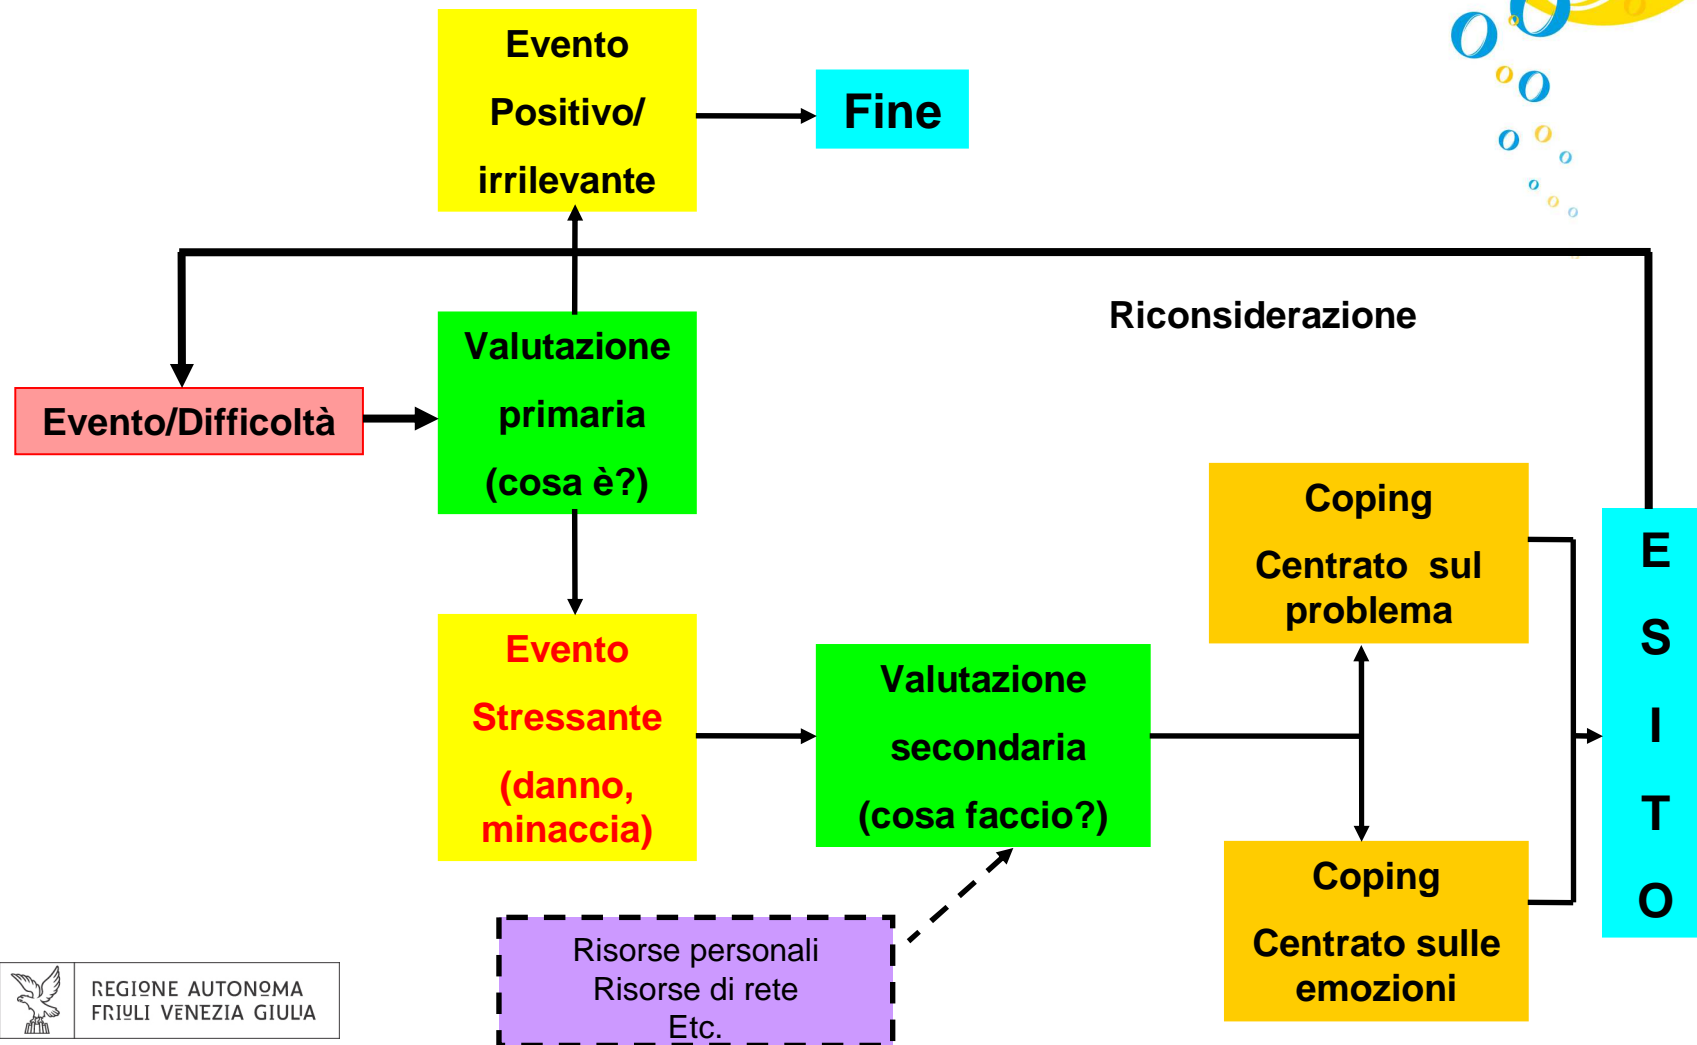 Evento
Positivo/
irrilevante
Fine
Riconsiderazione
Evento/Difficoltà
Valutazione
primaria
(cosa è?)
Evento
Stressante
(danno,
minaccia)
Valutazione
secondaria
(cosa faccio?)
Risorse personali
Risorse di rete
Etc.
Coping
Centrato sul
problema
Coping
Centrato sulle
emozioni
E
S
I
T
O
REGIONE AUTONOMA
FRIULI VENEZIA GIULIA